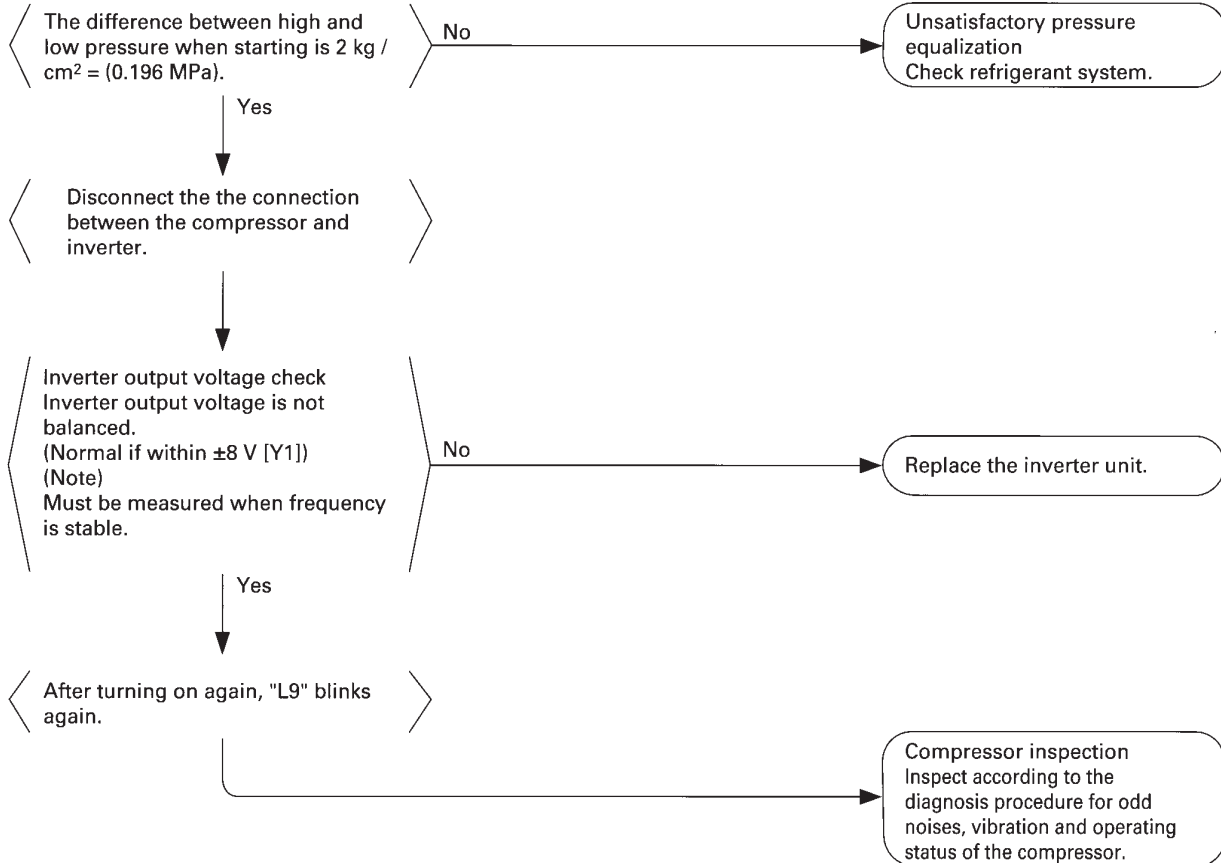 The difference between high and
low pressure when starting is 2 kg /
cm² = (0.196 MPa).
No
Unsatisfactory pressure
equalization
Check refrigerant system.
Yes
Disconnect the the connection
between the compressor and
inverter.
Inverter output voltage check
Inverter output voltage is not
balanced.
(Normal if within ±8 V [Y1])
(Note)
Must be measured when frequency
is stable.
No
Replace the inverter unit.
Yes
After turning on again, "L9" blinks
again.
Compressor inspection
Inspect according to the
diagnosis procedure for odd
noises, vibration and operating
status of the compressor.